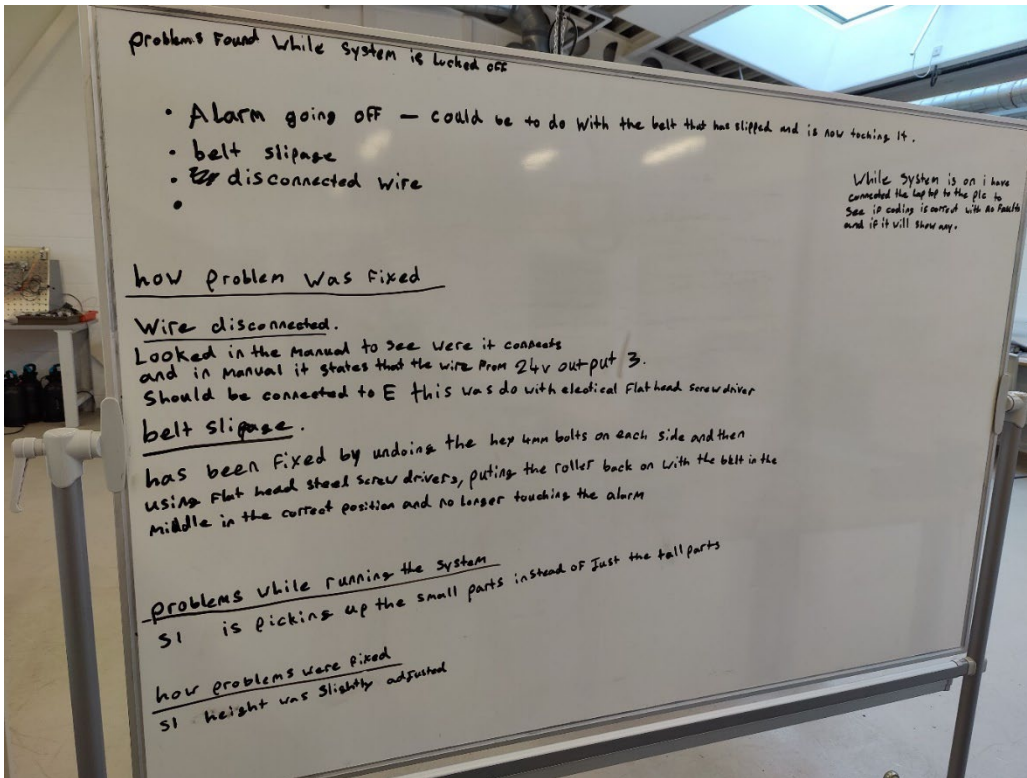 Problems Found While System is locked off
• Alarm going off — could be to do with the belt that has slipped and is now toching it.
• belt slipage
• disconnected wire
•
While System is on i have
connected the laptop to the plc to
See if coding is correct with no Faults
and if it will show any.
how problem was fixed
Wire disconnected.
Looked in the Manual to see were it connects
and in manual it states that the wire From 24v output 3.
Should be connected to E this was do with electical Flat head screwdriver
belt slipage.
has been fixed by undoing the hex 4mm bolts on each side and then
using Flat head steel screw drivers, puting the roller back on with the belt in the
middle in the correct position and no longer touching the alarm
problems while running the system
S1 is picking up the small parts instead of Just the tall parts
how problems were fixed
S1 height was slightly adjusted